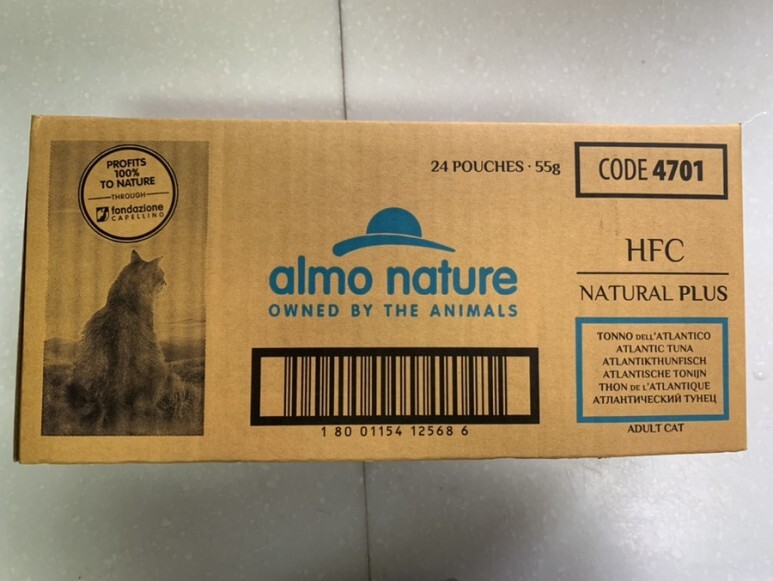 PROFITS
100%
TO NATURE
THROUGH
fondazione
CAPELLINO
24 POUCHES · 55g
CODE 4701
almo nature
OWNED BY THE ANIMALS
HFC
NATURAL PLUS
TONNO DELL'ATLANTICO
ATLANTIC TUNA
ATLANTIKTHUNFISCH
ATLANTISCHE TONIJN
THON DE L'ATLANTIQUE
АТЛАНТИЧЕСКИЙ ТУНЕЦ
ADULT CAT
1 80 01154 12568 6